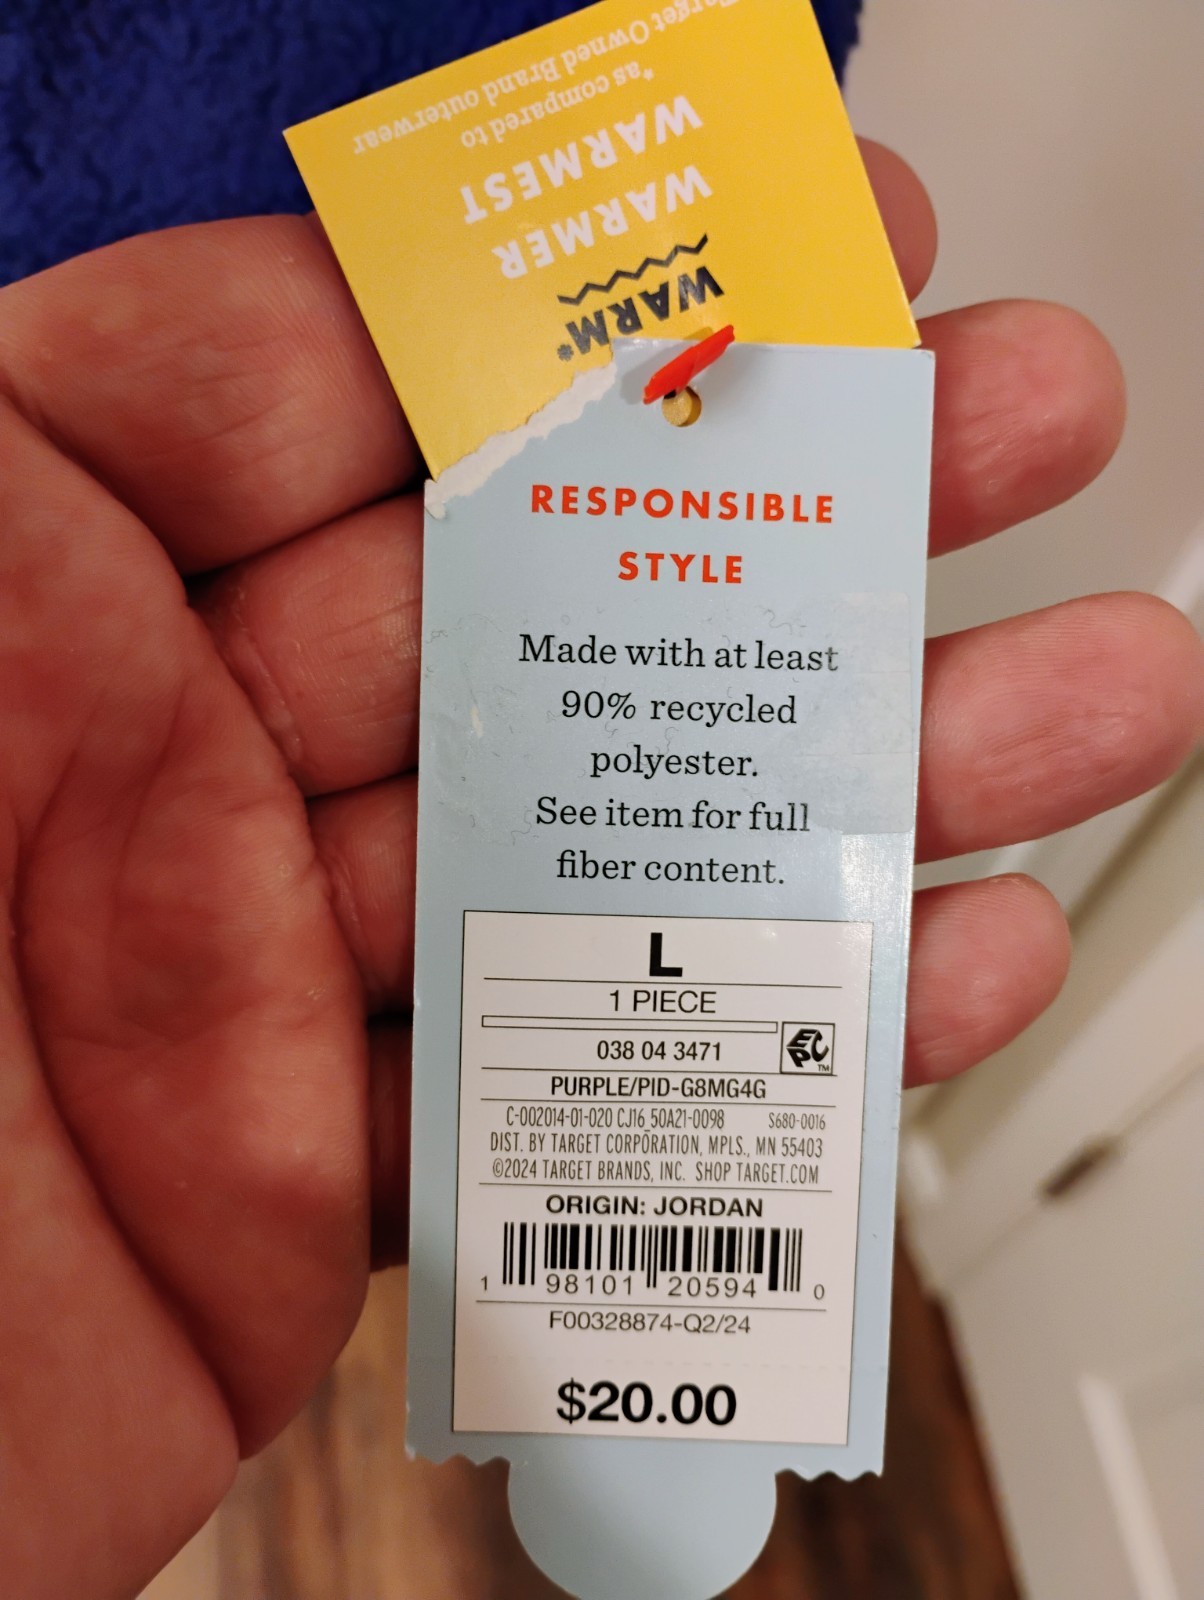 WARM*
WARMER
WARMEST
*as compared to
Target Owned Brand outerwear
RESPONSIBLE
STYLE
Made with at least
90% recycled
polyester.
See item for full
fiber content.
L
1 PIECE
038 04 3471
EPC™
PURPLE/PID-G8MG4G
C-002014-01-020 CJ16_50A21-0098 S680-0016
DIST. BY TARGET CORPORATION, MPLS., MN 55403
©2024 TARGET BRANDS, INC. SHOP TARGET.COM
ORIGIN: JORDAN
1 98101 20594 0
F00328874-Q2/24
$20.00